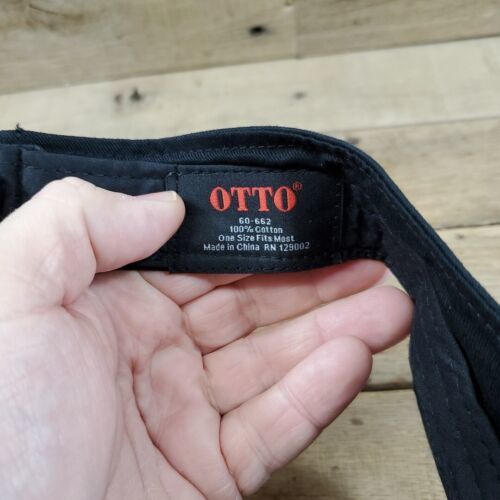 OTTO®
60-662
100% Cotton
One Size Fits Most
Made in China RN 129002